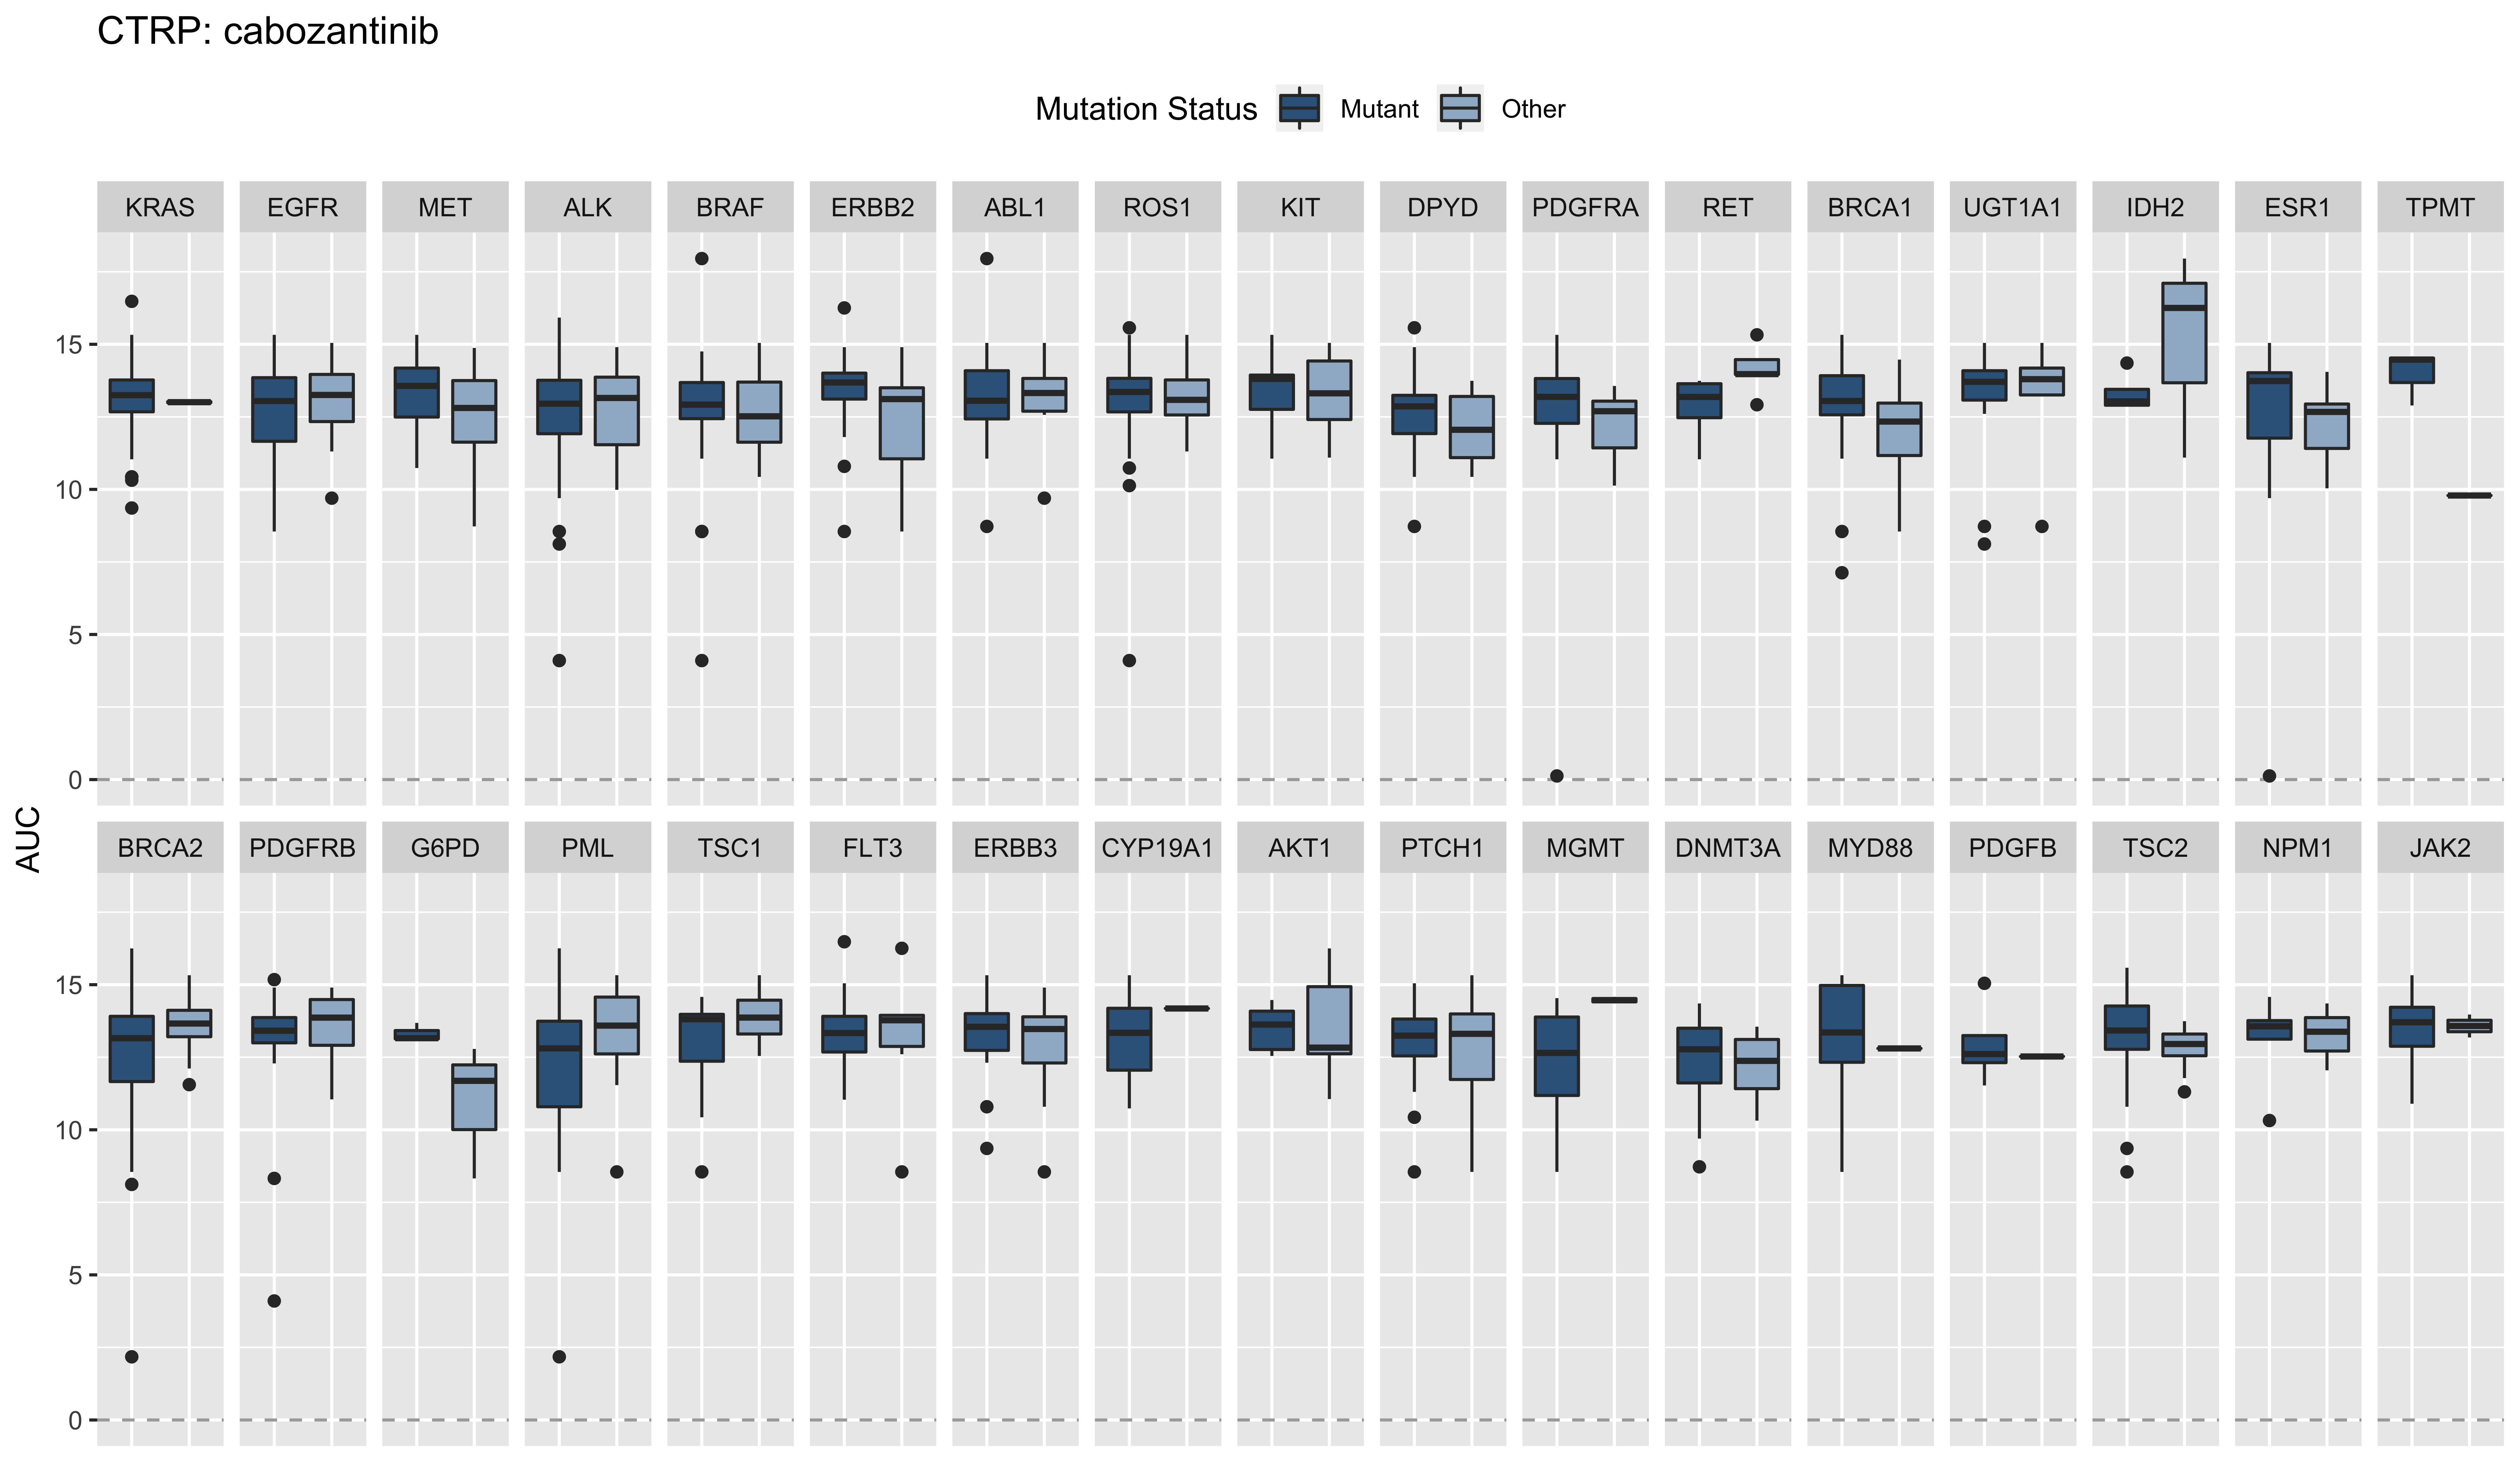 CTRP: cabozantinib
Mutation Status Mutant Other
KRAS EGFR MET ALK BRAF ERBB2 ABL1 ROS1 KIT DPYD PDGFRA RET BRCA1 UGT1A1 IDH2 ESR1 TPMT
15
10
5
0
AUC
BRCA2 PDGFRB G6PD PML TSC1 FLT3 ERBB3 CYP19A1 AKT1 PTCH1 MGMT DNMT3A MYD88 PDGFB TSC2 NPM1 JAK2
15
10
5
0